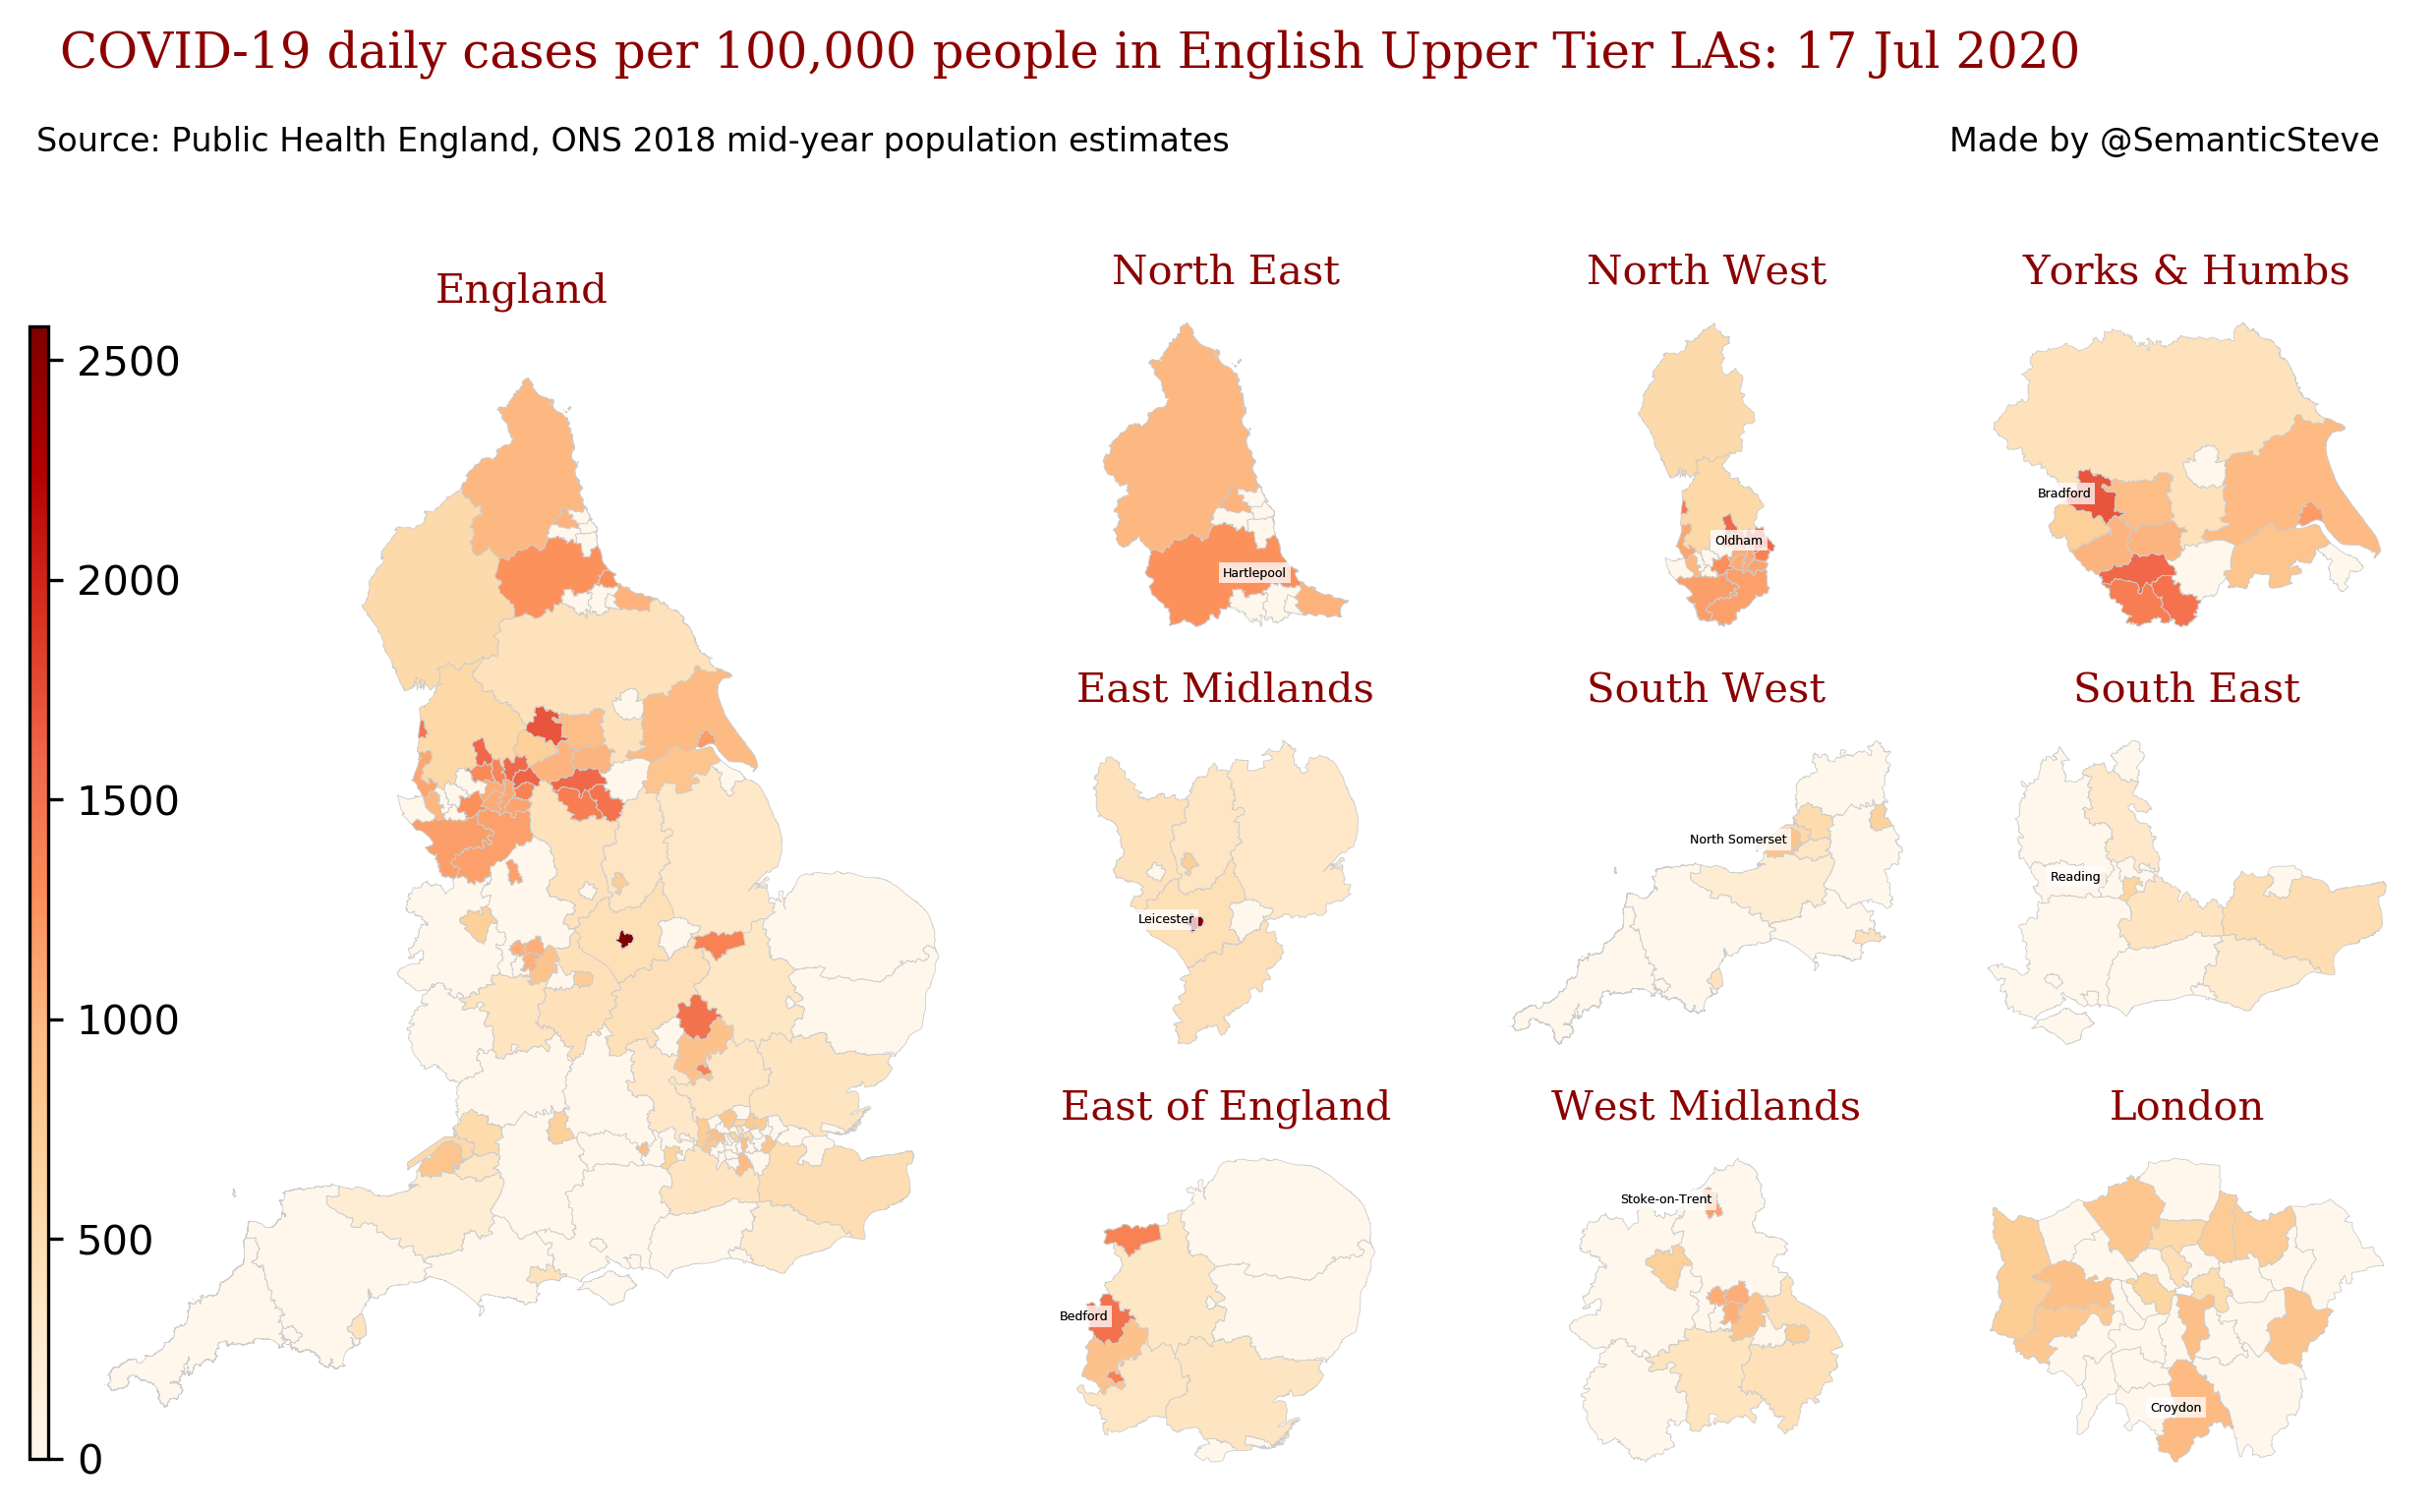 COVID-19 daily cases per 100,000 people in English Upper Tier LAs: 17 Jul 2020
Source: Public Health England, ONS 2018 mid-year population estimates
Made by @SemanticSteve
England
2500
2000
1500
1000
500
0
North East
Hartlepool
North West
Oldham
Yorks & Humbs
Bradford
East Midlands
Leicester
South West
North Somerset
South East
Reading
East of England
Bedford
West Midlands
Stoke-on-Trent
London
Croydon